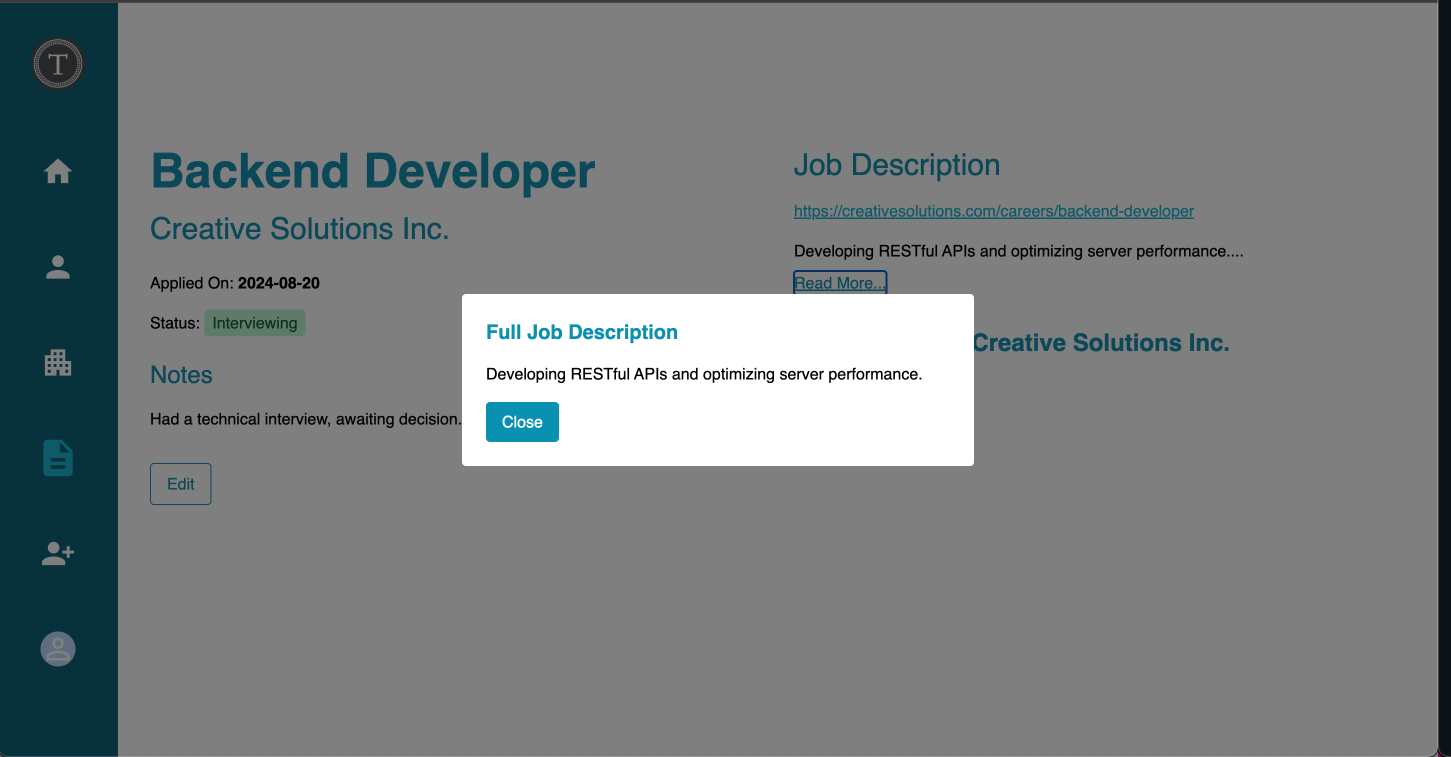 T
Backend Developer
Creative Solutions Inc.
Applied On: 2024-08-20
Status: Interviewing
Notes
Had a technical interview, awaiting decision.
Edit
Job Description
https://creativesolutions.com/careers/backend-developer
Developing RESTful APIs and optimizing server performance....
Read More...
Creative Solutions Inc.
Full Job Description
Developing RESTful APIs and optimizing server performance.
Close